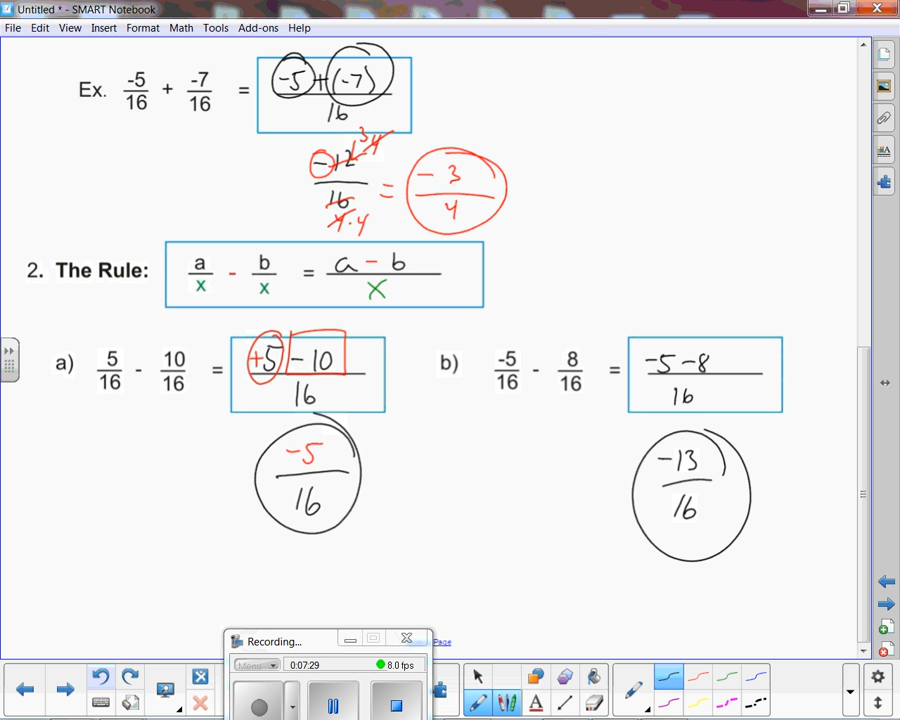 Untitled * - SMART Notebook
File Edit View Insert Format Math Tools Add-ons Help
Ex. -5/16 + -7/16 = -5+(-7)/16
-12 3·4
16 = -3/4
4·4
2. The Rule: a/x - b/x = a-b/x
a) 5/16 - 10/16 = +5-10/16
b) -5/16 - 8/16 = -5-8/16
-5/16
-13/16
Page
Recording...
Menu 0:07:29 8.0 fps
A